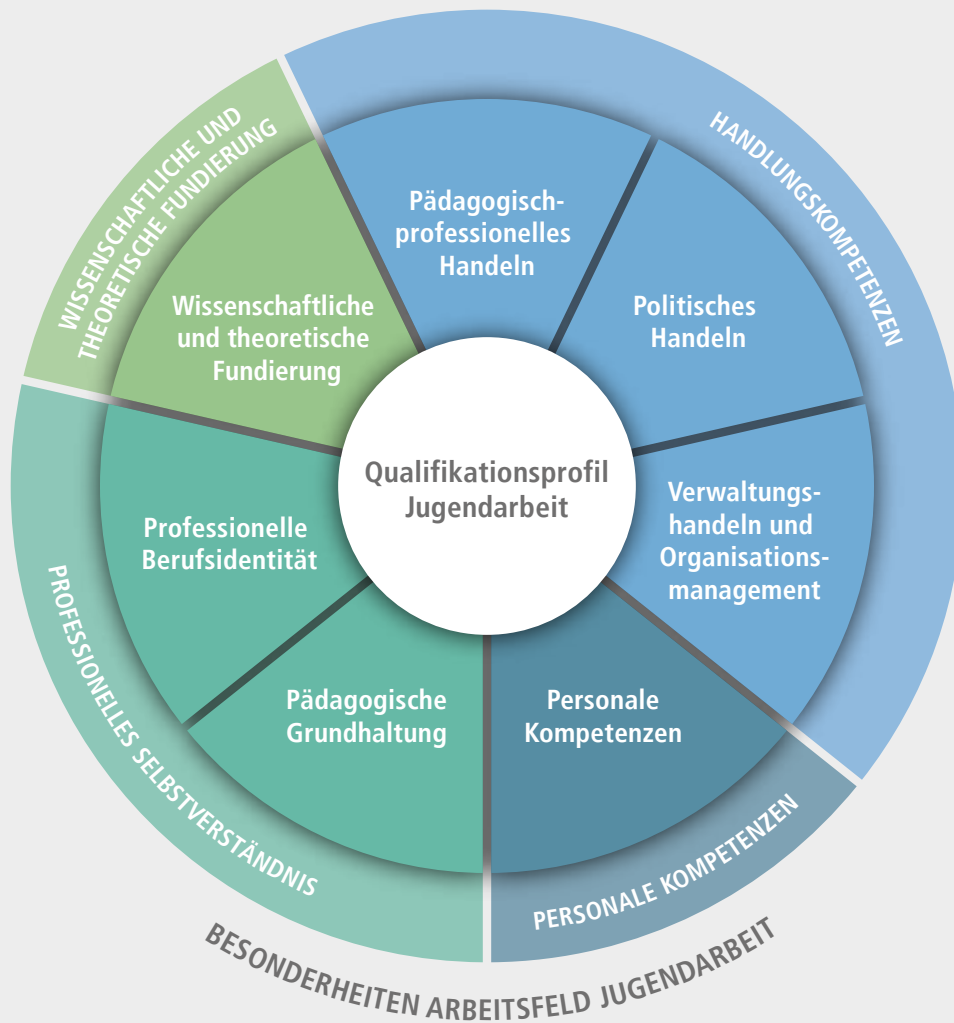 WISSENSCHAFTLICHE UND
THEORETISCHE FUNDIERUNG
HANDLUNGSKOMPETENZEN
Pädagogisch-
professionelles
Handeln
Politisches
Handeln
Wissenschaftliche
und theoretische
Fundierung
Qualifikationsprofil
Jugendarbeit
Verwaltungs-
handeln und
Organisations-
management
Professionelle
Berufsidentität
Pädagogische
Grundhaltung
Personale
Kompetenzen
PROFESSIONELLES SELBSTVERSTÄNDNIS
PERSONALE KOMPETENZEN
BESONDERHEITEN ARBEITSFELD JUGENDARBEIT